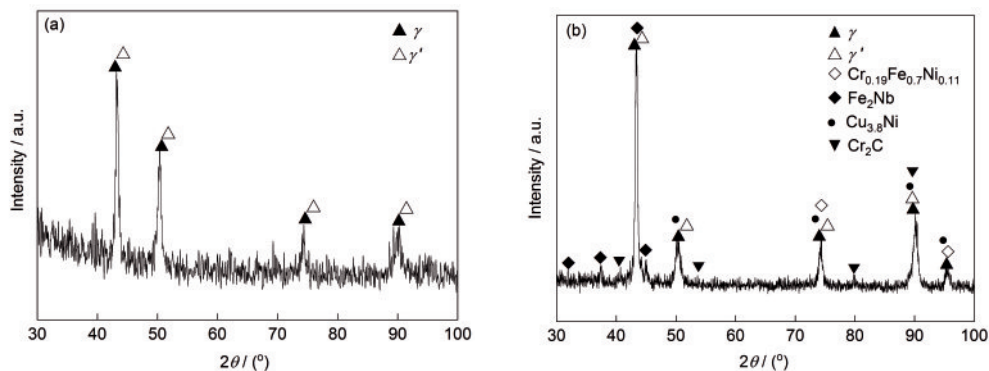 (a)
▲ γ
△ γ'
Intensity / a.u.
30 40 50 60 70 80 90 100
2θ / (°)
(b)
▲ γ
△ γ'
◇ Cr0.19Fe0.7Ni0.11
◆ Fe2Nb
● Cu3.8Ni
▼ Cr2C
Intensity / a.u.
30 40 50 60 70 80 90 100
2θ / (°)